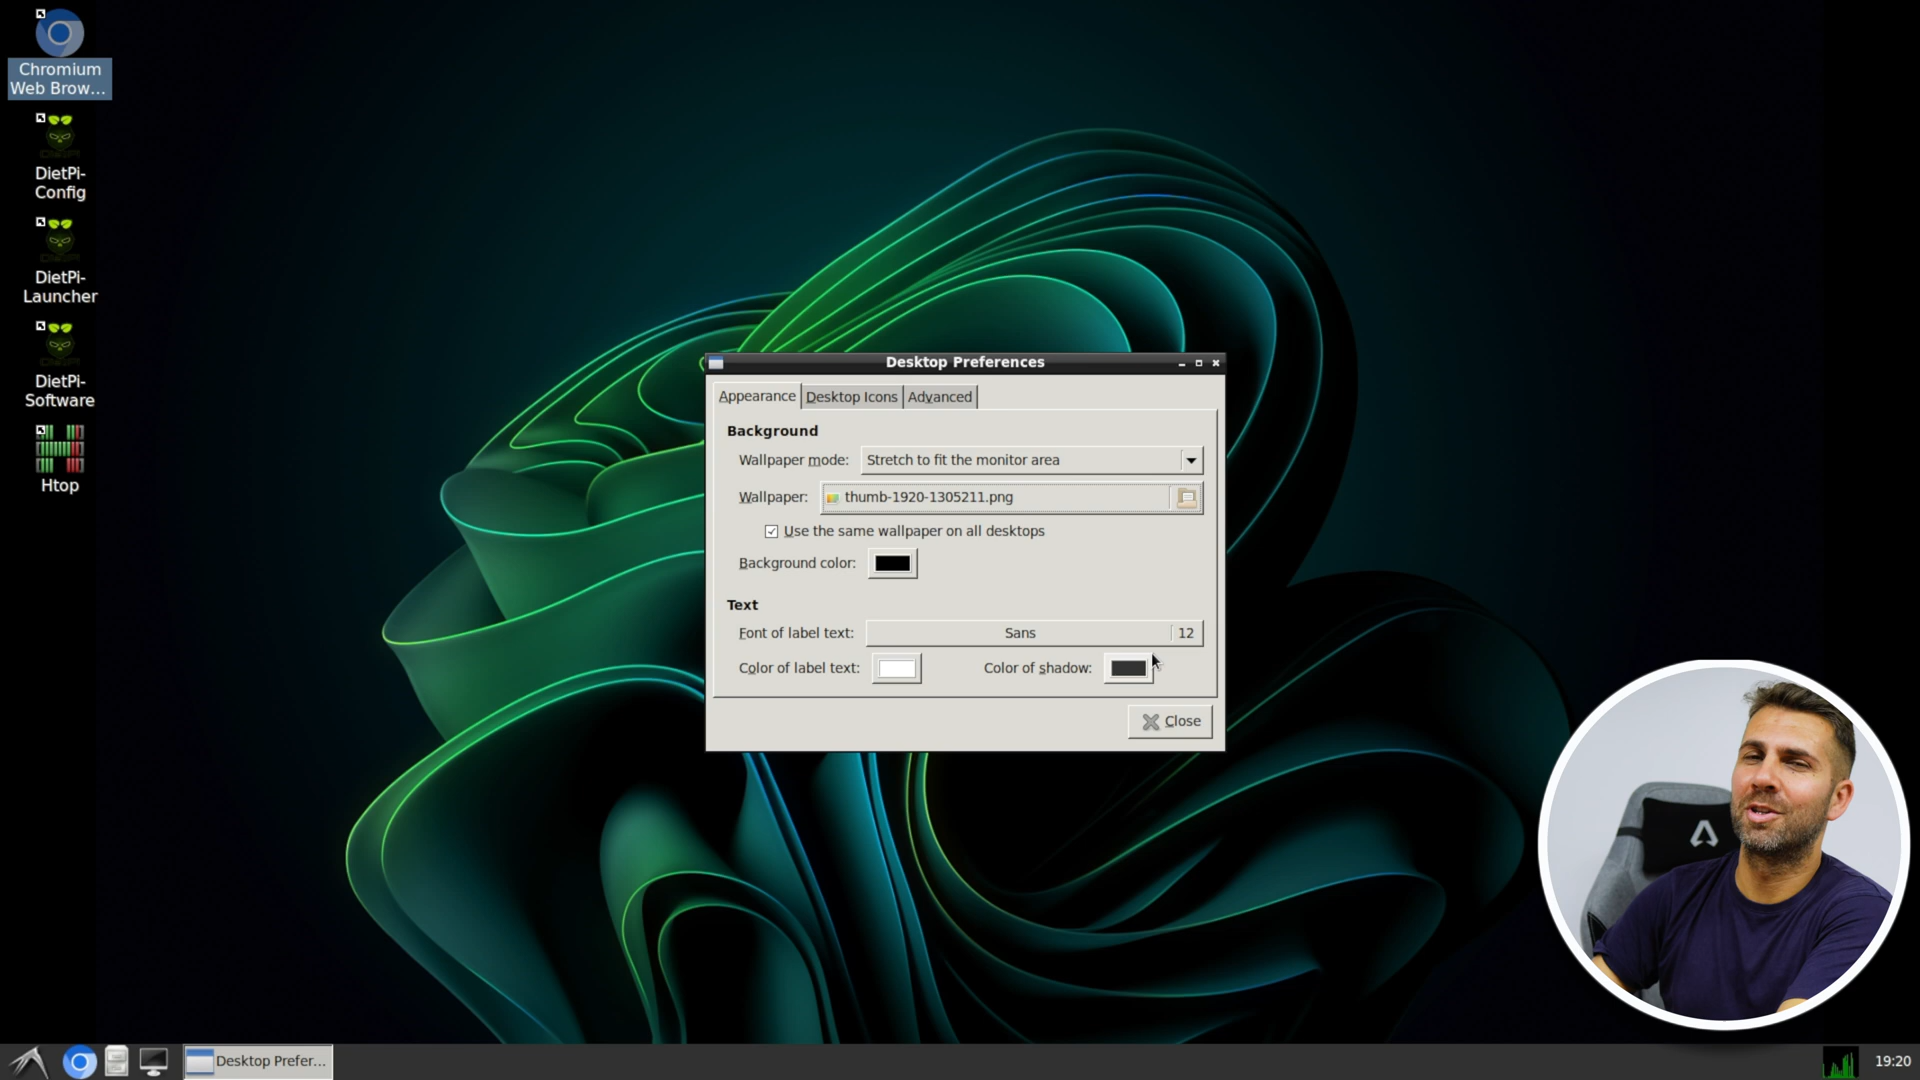 Chromium
Web Brow...
DietPi-
Config
DietPi-
Launcher
DietPi-
Software
Htop
Desktop Preferences
Appearance
Desktop Icons
Advanced
Background
Wallpaper mode:
Stretch to fit the monitor area
Wallpaper:
thumb-1920-1305211.png
Use the same wallpaper on all desktops
Background color:
Text
Font of label text:
Sans
12
Color of label text:
Color of shadow:
Close
Desktop Prefer...
19:20